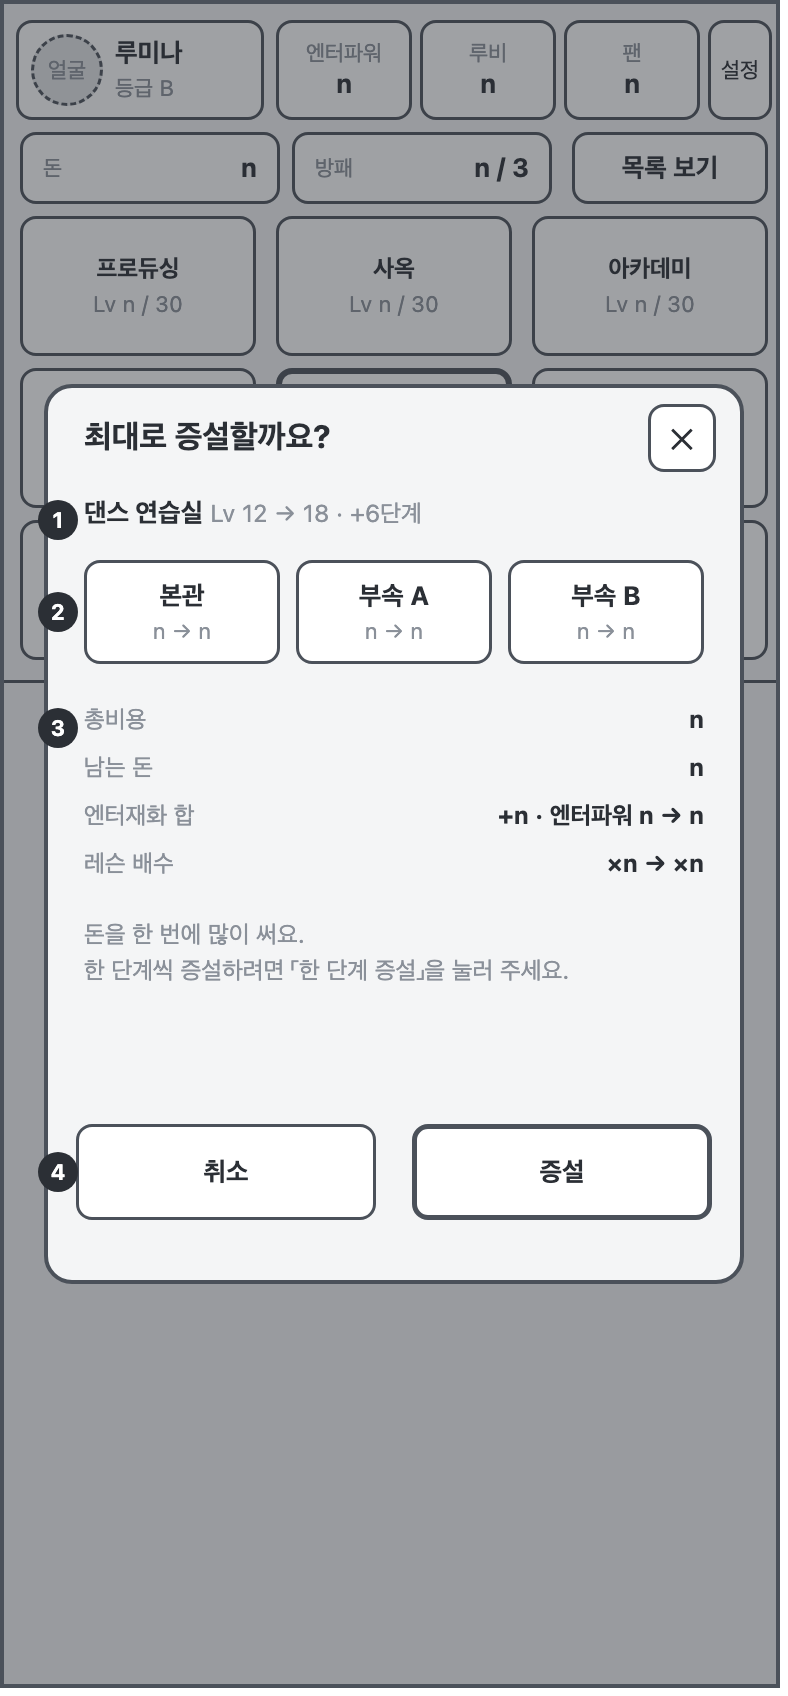 얼굴
루미나
등급 B
엔터파워
n
루비
n
팬
n
설정
돈 n
방패 n / 3
목록 보기
프로듀싱
Lv n / 30
사옥
Lv n / 30
아카데미
Lv n / 30
최대로 증설할까요?
1 댄스 연습실 Lv 12 → 18 · +6단계
2
본관
n → n
부속 A
n → n
부속 B
n → n
3 총비용 n
남는 돈 n
엔터재화 합 +n · 엔터파워 n → n
레슨 배수 ×n → ×n
돈을 한 번에 많이 써요.
한 단계씩 증설하려면 「한 단계 증설」을 눌러 주세요.
4 취소 증설